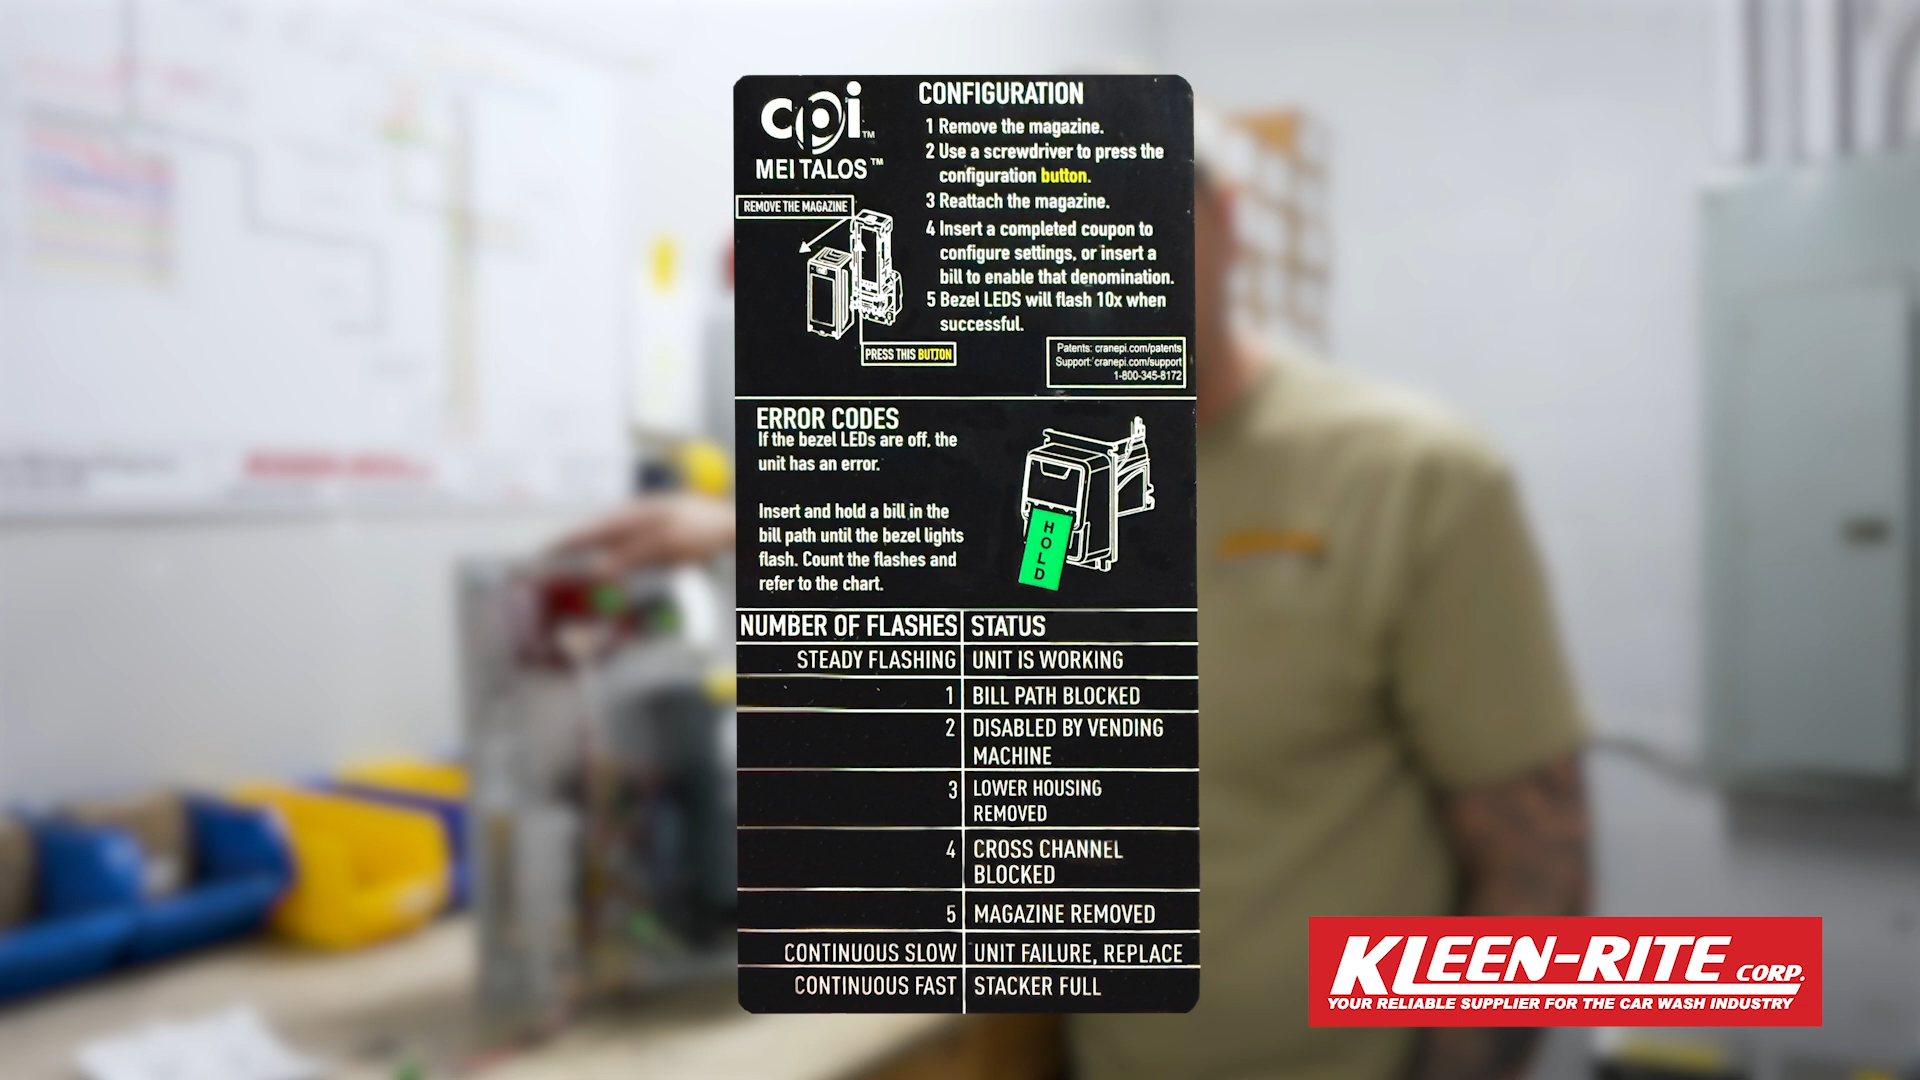 cpi™
MEI TALOS™
CONFIGURATION
1 Remove the magazine.
2 Use a screwdriver to press the
configuration button.
3 Reattach the magazine.
4 Insert a completed coupon to
configure settings, or insert a
bill to enable that denomination.
5 Bezel LEDS will flash 10x when
successful.
REMOVE THE MAGAZINE
PRESS THIS BUTTON
Patents: cranepi.com/patents
Support: cranepi.com/support
1-800-345-8172
ERROR CODES
If the bezel LEDs are off, the
unit has an error.
Insert and hold a bill in the
bill path until the bezel lights
flash. Count the flashes and
refer to the chart.
HOLD
NUMBER OF FLASHES STATUS
STEADY FLASHING UNIT IS WORKING
1 BILL PATH BLOCKED
2 DISABLED BY VENDING
MACHINE
3 LOWER HOUSING
REMOVED
4 CROSS CHANNEL
BLOCKED
5 MAGAZINE REMOVED
CONTINUOUS SLOW UNIT FAILURE, REPLACE
CONTINUOUS FAST STACKER FULL
KLEEN-RITE CORP.
YOUR RELIABLE SUPPLIER FOR THE CAR WASH INDUSTRY